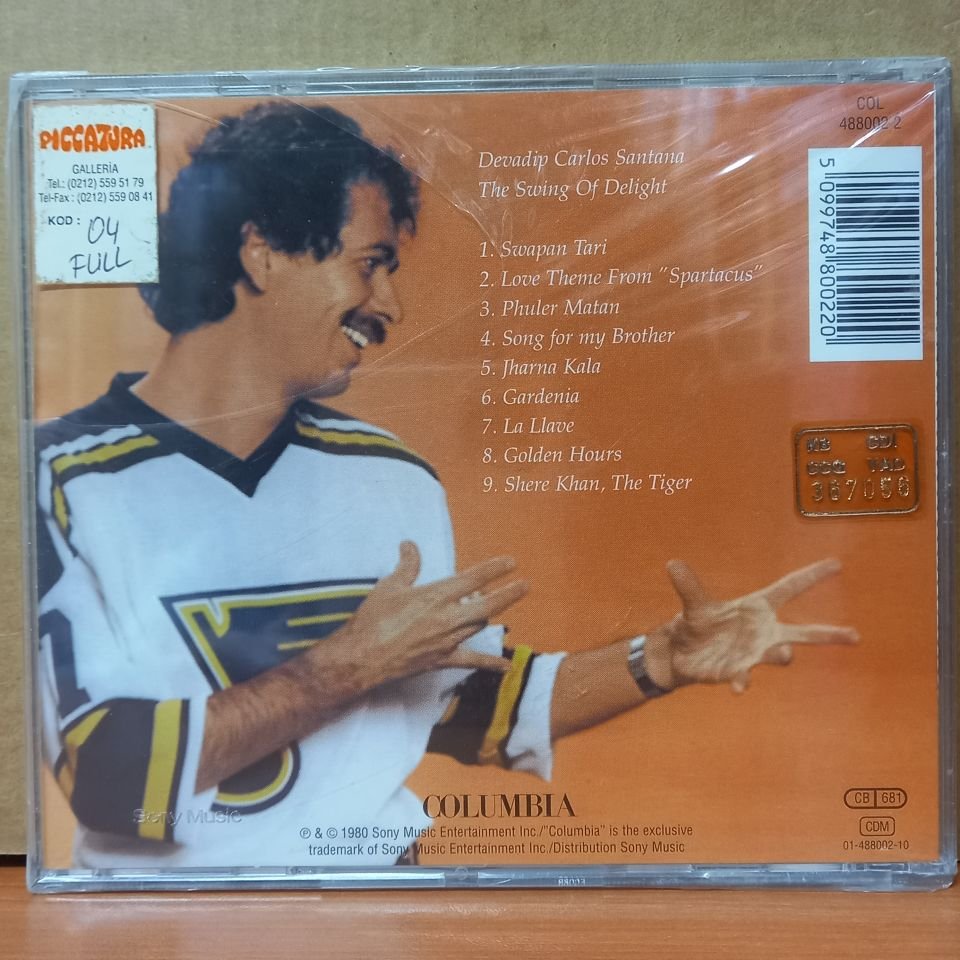 PICCATURA
GALLERİA
Tel.: (0212) 559 51 79
Tel-Fax : (0212) 559 08 41
KOD : 04
FULL
COL
488002 2
Devadip Carlos Santana
The Swing Of Delight
1. Swapan Tari
2. Love Theme From "Spartacus"
3. Phuler Matan
4. Song for my Brother
5. Jharna Kala
6. Gardenia
7. La Llave
8. Golden Hours
9. Shere Khan, The Tiger
5 099748 800220
367056
Sony Music
COLUMBIA
℗ & © 1980 Sony Music Entertainment Inc./"Columbia" is the exclusive
trademark of Sony Music Entertainment Inc./Distribution Sony Music
CB 681
CDM
01-488002-10